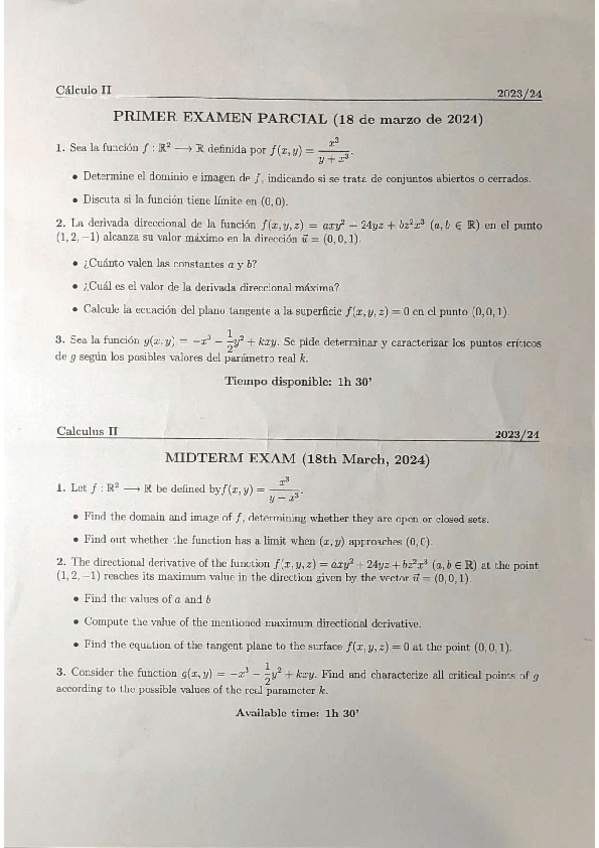 Cálculo II 2023/24
PRIMER EXAMEN PARCIAL (18 de marzo de 2024)
1. Sea la función f : ℝ² ⟶ ℝ definida por f(x, y) = x³/(y + x³).
• Determine el dominio e imagen de f, indicando si se trata de conjuntos abiertos o cerrados.
• Discuta si la función tiene límite en (0, 0).
2. La derivada direccional de la función f(x, y, z) = axy² − 24yz + bz²x³ (a, b ∈ ℝ) en el punto
(1, 2, −1) alcanza su valor máximo en la dirección u⃗ = (0, 0, 1).
• ¿Cuánto valen las constantes a y b?
• ¿Cuál es el valor de la derivada direccional máxima?
• Calcule la ecuación del plano tangente a la superficie f(x, y, z) = 0 en el punto (0, 0, 1).
3. Sea la función g(x, y) = −x³ − 1/2 y² + kxy. Se pide determinar y caracterizar los puntos críticos
de g según los posibles valores del parámetro real k.
Tiempo disponible: 1h 30'
Calculus II 2023/24
MIDTERM EXAM (18th March, 2024)
1. Let f : ℝ² ⟶ ℝ be defined by f(x, y) = x³/(y − x³).
• Find the domain and image of f, determining whether they are open or closed sets.
• Find out whether the function has a limit when (x, y) approaches (0, 0).
2. The directional derivative of the function f(x, y, z) = axy² + 24yz + bz²x³ (a, b ∈ ℝ) at the point
(1, 2, −1) reaches its maximum value in the direction given by the vector u⃗ = (0, 0, 1).
• Find the values of a and b
• Compute the value of the mentioned maximum directional derivative.
• Find the equation of the tangent plane to the surface f(x, y, z) = 0 at the point (0, 0, 1).
3. Consider the function g(x, y) = −x³ − 1/2 y² + kxy. Find and characterize all critical points of g
according to the possible values of the real parameter k.
Available time: 1h 30'